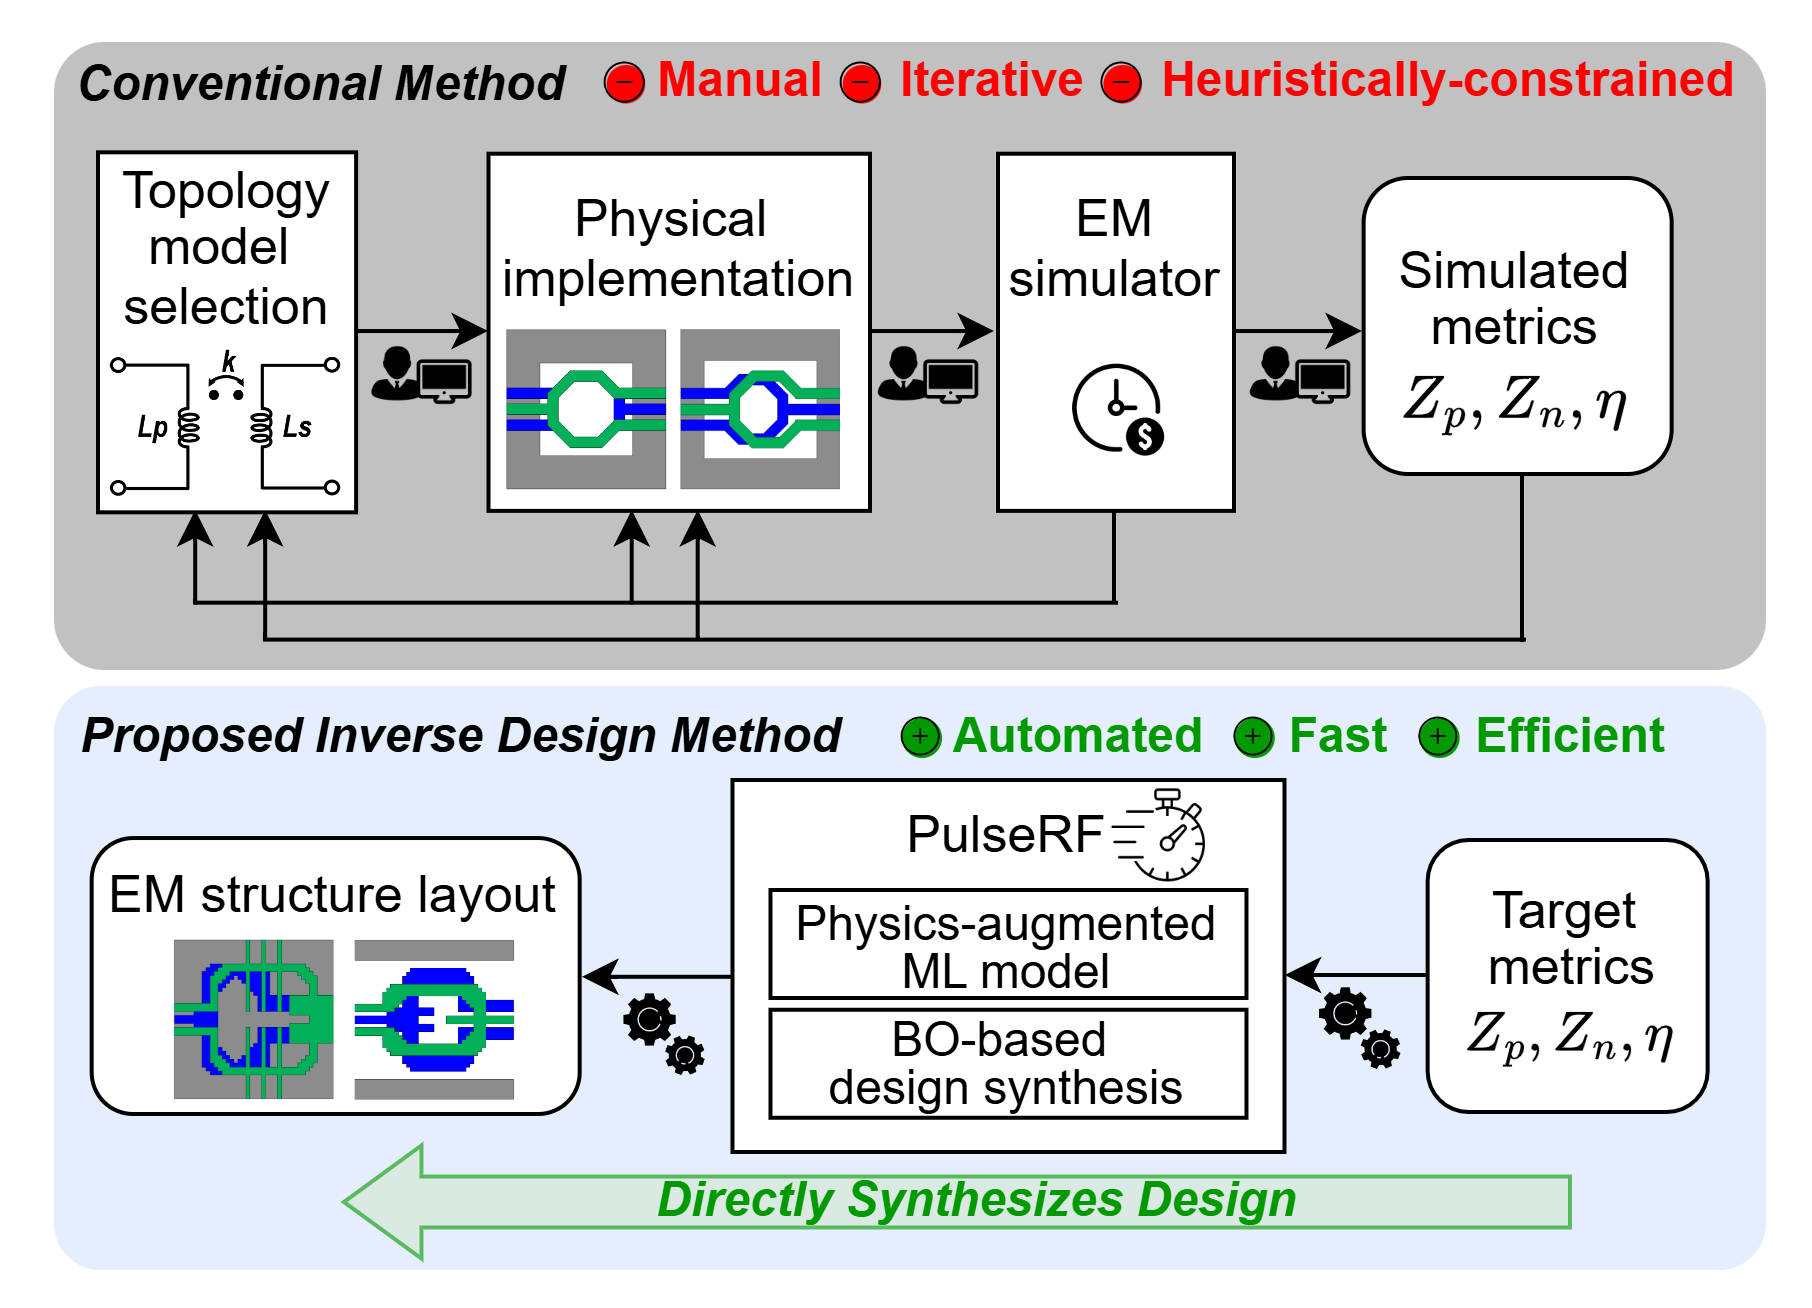 Conventional Method
Manual
Iterative
Heuristically-constrained
Topology
model
selection
k
Lp
Ls
Physical
implementation
EM
simulator
$
Simulated
metrics
Zₚ, Zₙ, η
Proposed Inverse Design Method
Automated
Fast
Efficient
EM structure layout
PulseRF
Physics-augmented
ML model
BO-based
design synthesis
Target
metrics
Zₚ, Zₙ, η
Directly Synthesizes Design